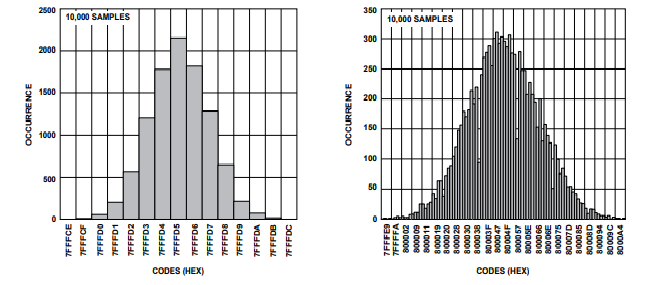 2500
10,000 SAMPLES
2000
1500
1000
500
0
OCCURRENCE
7FFFCE
7FFFCF
7FFFD0
7FFFD1
7FFFD2
7FFFD3
7FFFD4
7FFFD5
7FFFD6
7FFFD7
7FFFD8
7FFFD9
7FFFDA
7FFFDB
7FFFDC
CODES (HEX)
350
10,000 SAMPLES
300
250
200
150
100
50
0
OCCURRENCE
7FFFE9
7FFFFA
800002
800009
800011
800019
800020
800028
800030
800038
80003F
800047
80004F
800057
80005E
800066
80006E
800075
80007D
800085
80008D
800094
80009C
8000A4
CODES (HEX)